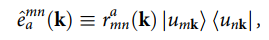 ê_a^{mn}(𝐤) ≡ r_{mn}^a(𝐤) |u_{m𝐤}⟩ ⟨u_{n𝐤}| ,